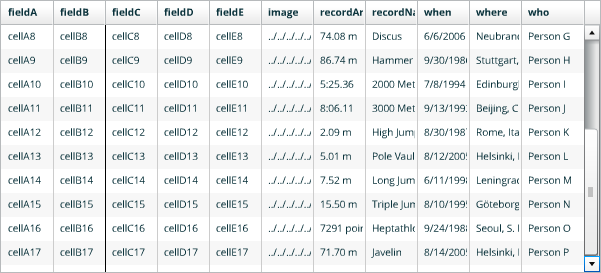 fieldA fieldB fieldC fieldD fieldE image recordAr recordNa when where who
cellA8 cellB8 cellC8 cellD8 cellE8 ../../../../. 74.08 m Discus 6/6/2006 Neubran Person G
cellA9 cellB9 cellC9 cellD9 cellE9 ../../../../. 86.74 m Hammer 9/30/198 Stuttgart, Person H
cellA10 cellB10 cellC10 cellD10 cellE10 ../../../../. 5:25.36 2000 Met 7/8/1994 Edinburg Person I
cellA11 cellB11 cellC11 cellD11 cellE11 ../../../../. 8:06.11 3000 Met 9/13/199 Beijing, C Person J
cellA12 cellB12 cellC12 cellD12 cellE12 ../../../../. 2.09 m High Jum 8/30/198 Rome, Ita Person K
cellA13 cellB13 cellC13 cellD13 cellE13 ../../../../. 5.01 m Pole Vaul 8/12/200 Helsinki, Person L
cellA14 cellB14 cellC14 cellD14 cellE14 ../../../../. 7.52 m Long Jum 6/11/199 Leningrad Person M
cellA15 cellB15 cellC15 cellD15 cellE15 ../../../../. 15.50 m Triple Jum 8/10/199 Göteborg Person N
cellA16 cellB16 cellC16 cellD16 cellE16 ../../../../. 7291 poin Heptathl 9/24/198 Seoul, S. Person O
cellA17 cellB17 cellC17 cellD17 cellE17 ../../../../. 71.70 m Javelin 8/14/200 Helsinki, Person P